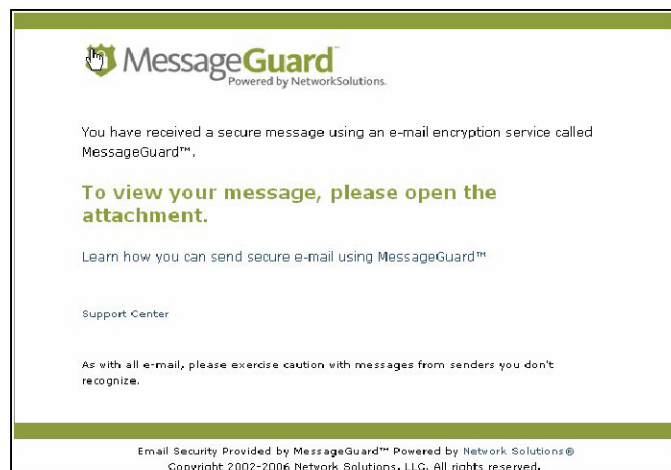 MessageGuard™
Powered by NetworkSolutions.
You have received a secure message using an e-mail encryption service called
MessageGuard™.
To view your message, please open the
attachment.
Learn how you can send secure e-mail using MessageGuard™
Support Center
As with all e-mail, please exercise caution with messages from senders you don't
recognize.
Email Security Provided by MessageGuard™ Powered by Network Solutions®
Copyright 2002-2006 Network Solutions, LLC. All rights reserved.